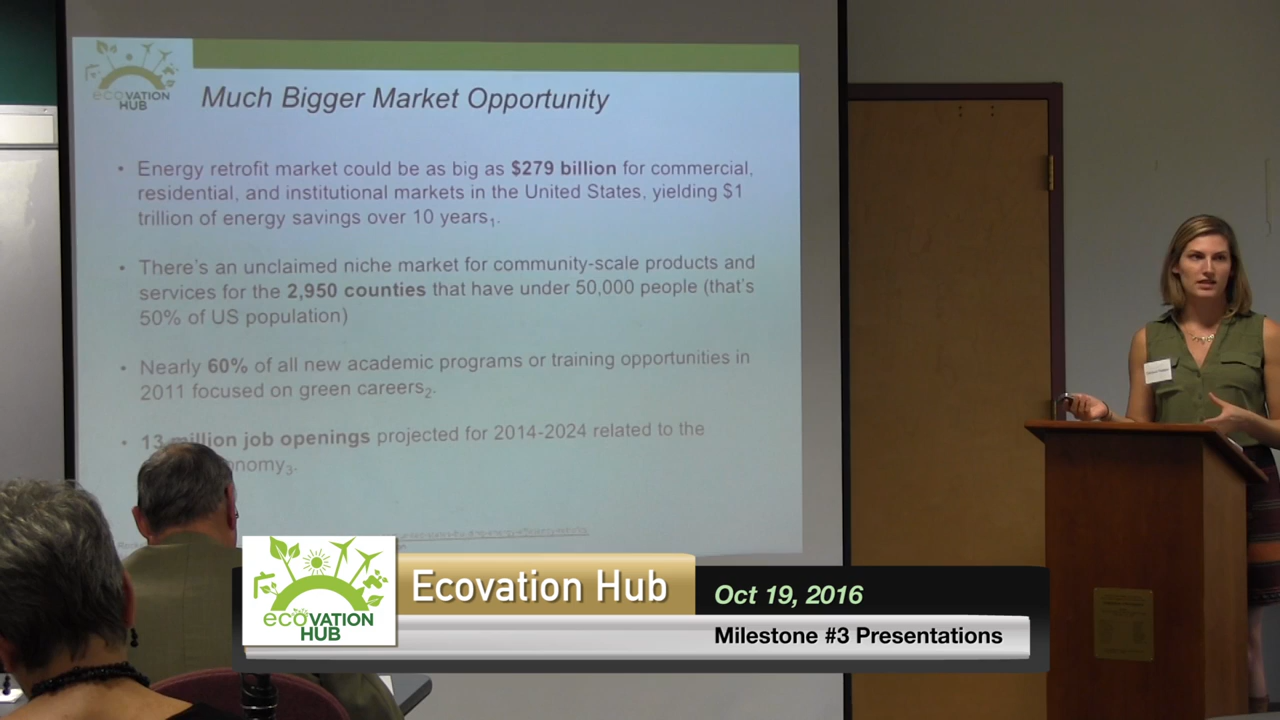 ecoVATION
HUB
Much Bigger Market Opportunity
• Energy retrofit market could be as big as $279 billion for commercial,
residential, and institutional markets in the United States, yielding $1
trillion of energy savings over 10 years1.
• There's an unclaimed niche market for community-scale products and
services for the 2,950 counties that have under 50,000 people (that's
50% of US population)
• Nearly 60% of all new academic programs or training opportunities in
2011 focused on green careers2.
• 13 million job openings projected for 2014-2024 related to the
onomy3.
ecoVATION
HUB
Ecovation Hub
Oct 19, 2016
Milestone #3 Presentations